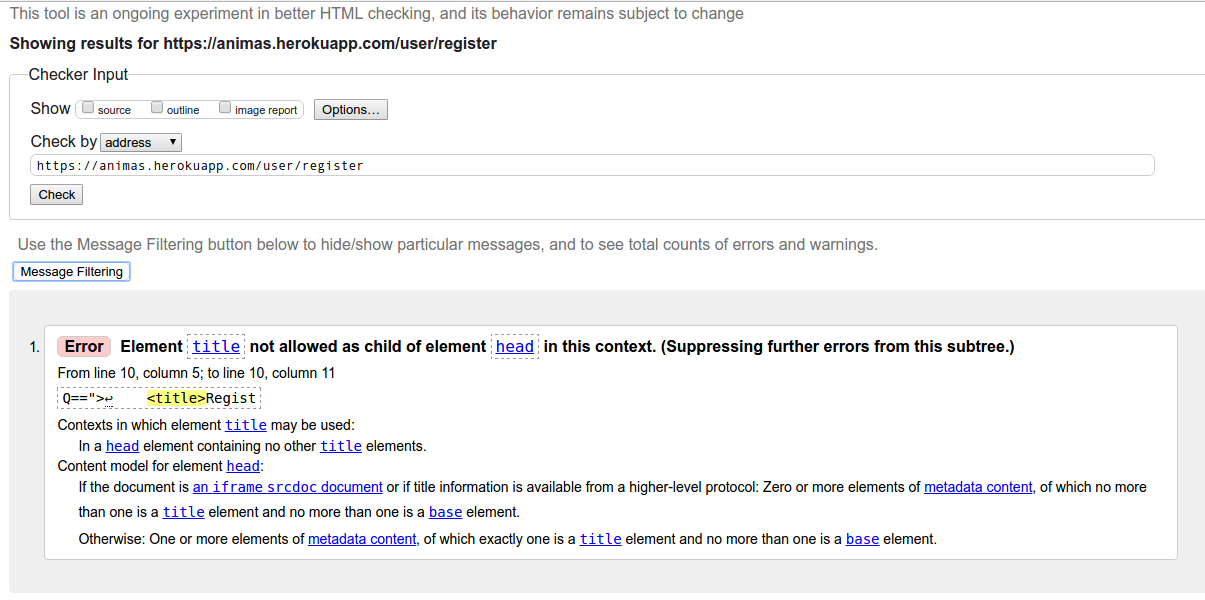 This tool is an ongoing experiment in better HTML checking, and its behavior remains subject to change
Showing results for https://animas.herokuapp.com/user/register
Checker Input
Show source outline image report Options...
Check by address
https://animas.herokuapp.com/user/register
Check
Use the Message Filtering button below to hide/show particular messages, and to see total counts of errors and warnings.
Message Filtering
1. Error Element title not allowed as child of element head in this context. (Suppressing further errors from this subtree.)
From line 10, column 5; to line 10, column 11
Q==">↩ <title>Regist
Contexts in which element title may be used:
In a head element containing no other title elements.
Content model for element head:
If the document is an iframe srcdoc document or if title information is available from a higher-level protocol: Zero or more elements of metadata content, of which no more
than one is a title element and no more than one is a base element.
Otherwise: One or more elements of metadata content, of which exactly one is a title element and no more than one is a base element.